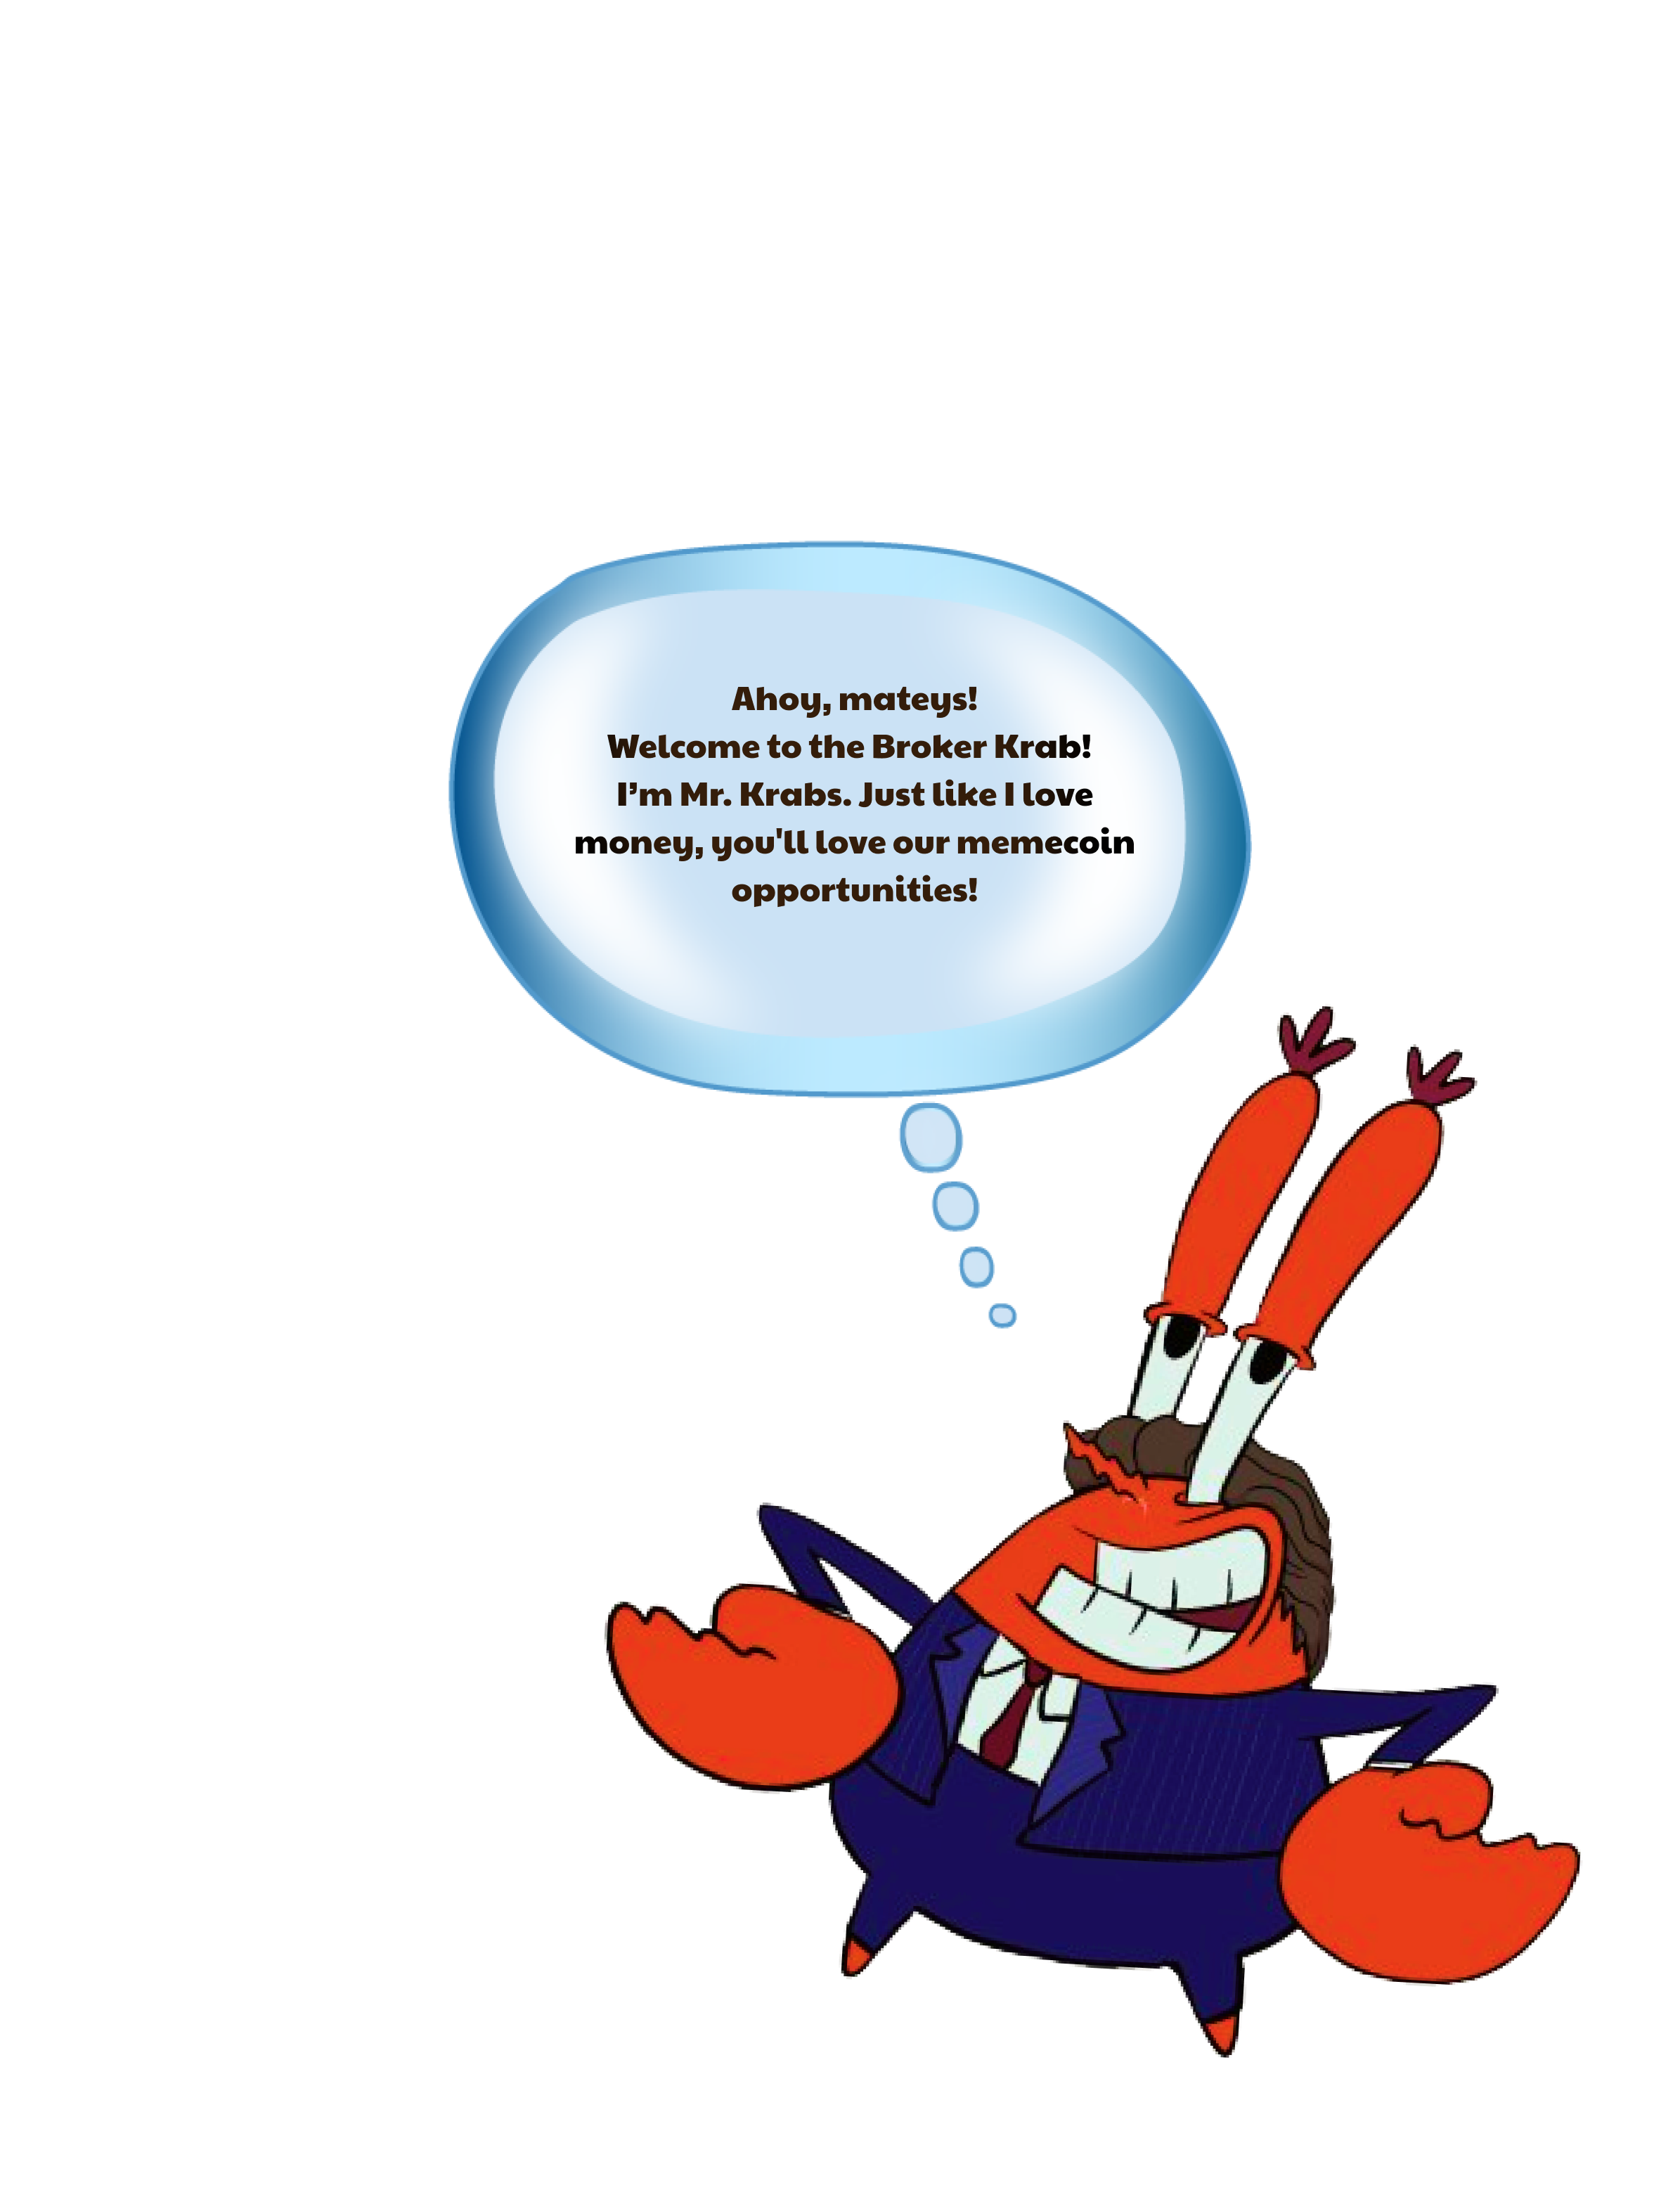 Ahoy, mateys!
Welcome to the Broker Krab!
I’m Mr. Krabs. Just like I love
money, you'll love our memecoin
opportunities!